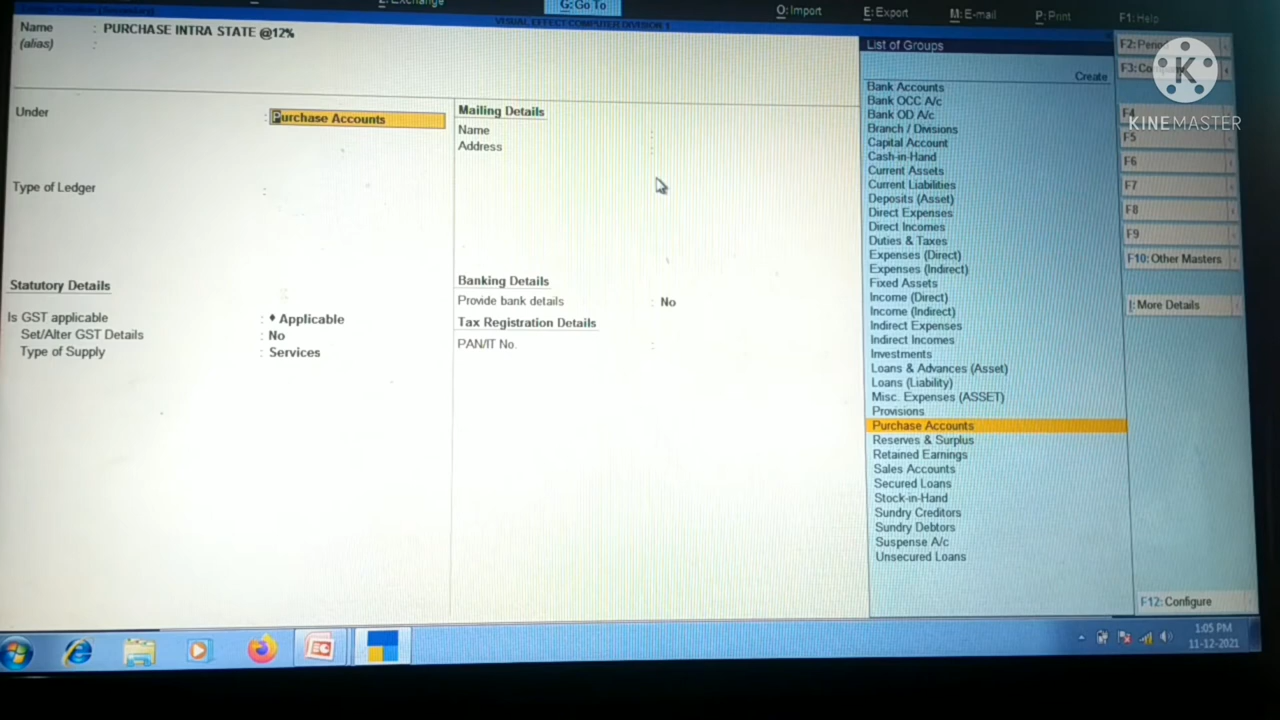 G: Go To
O: Import
E: Export
M: E-mail
P: Print
F1: Help
VISUAL EFFECT COMPUTER DIVISION
Name : PURCHASE INTRA STATE @12%
(alias) :
Under : Purchase Accounts
Type of Ledger :
Statutory Details
Is GST applicable : ♦ Applicable
Set/Alter GST Details : No
Type of Supply : Services
Mailing Details
Name :
Address :
Banking Details
Provide bank details : No
Tax Registration Details
PAN/IT No. :
List of Groups
Create
Bank Accounts
Bank OCC A/c
Bank OD A/c
Branch / Divisions
Capital Account
Cash-in-Hand
Current Assets
Current Liabilities
Deposits (Asset)
Direct Expenses
Direct Incomes
Duties & Taxes
Expenses (Direct)
Expenses (Indirect)
Fixed Assets
Income (Direct)
Income (Indirect)
Indirect Expenses
Indirect Incomes
Investments
Loans & Advances (Asset)
Loans (Liability)
Misc. Expenses (ASSET)
Provisions
Purchase Accounts
Reserves & Surplus
Retained Earnings
Sales Accounts
Secured Loans
Stock-in-Hand
Sundry Creditors
Sundry Debtors
Suspense A/c
Unsecured Loans
F2:
F3:
K
KINEMASTER
F4
F5
F6
F7
F8
F9
F10: Other Masters
I: More Details
F12: Configure
1:05 PM
11-12-2021